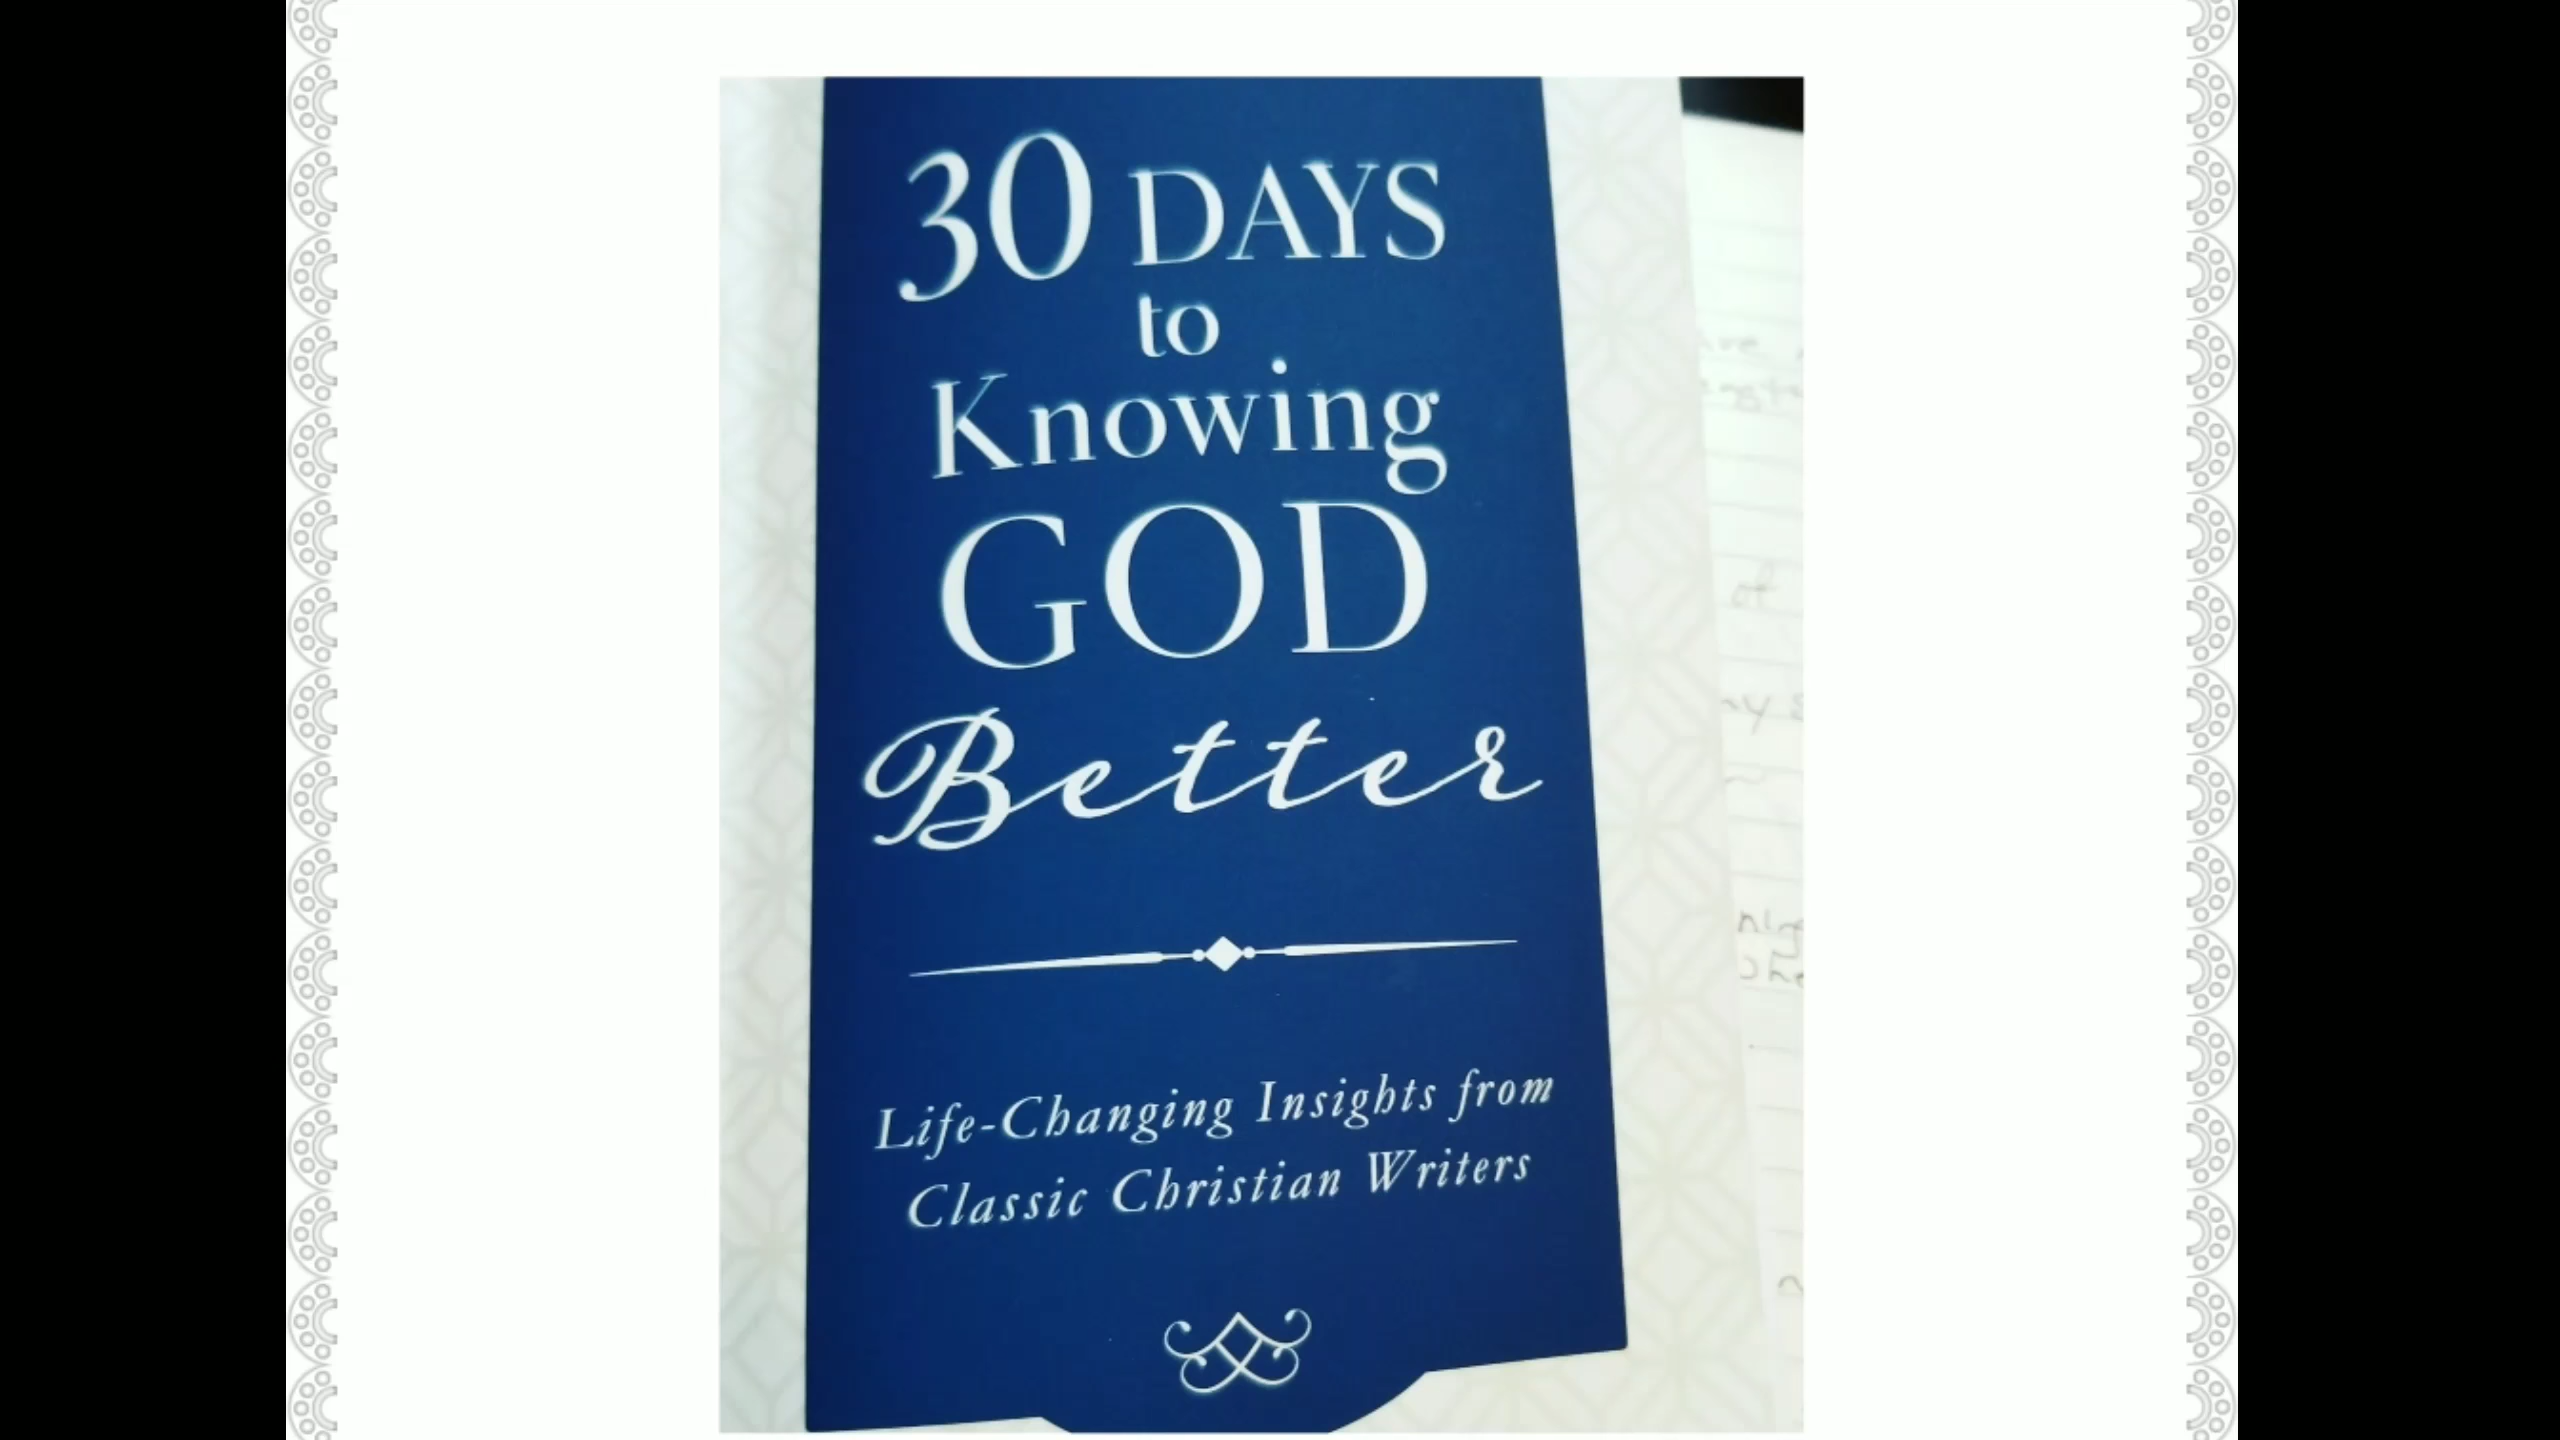 30 DAYS
to
Knowing
GOD
Better
Life-Changing Insights from
Classic Christian Writers